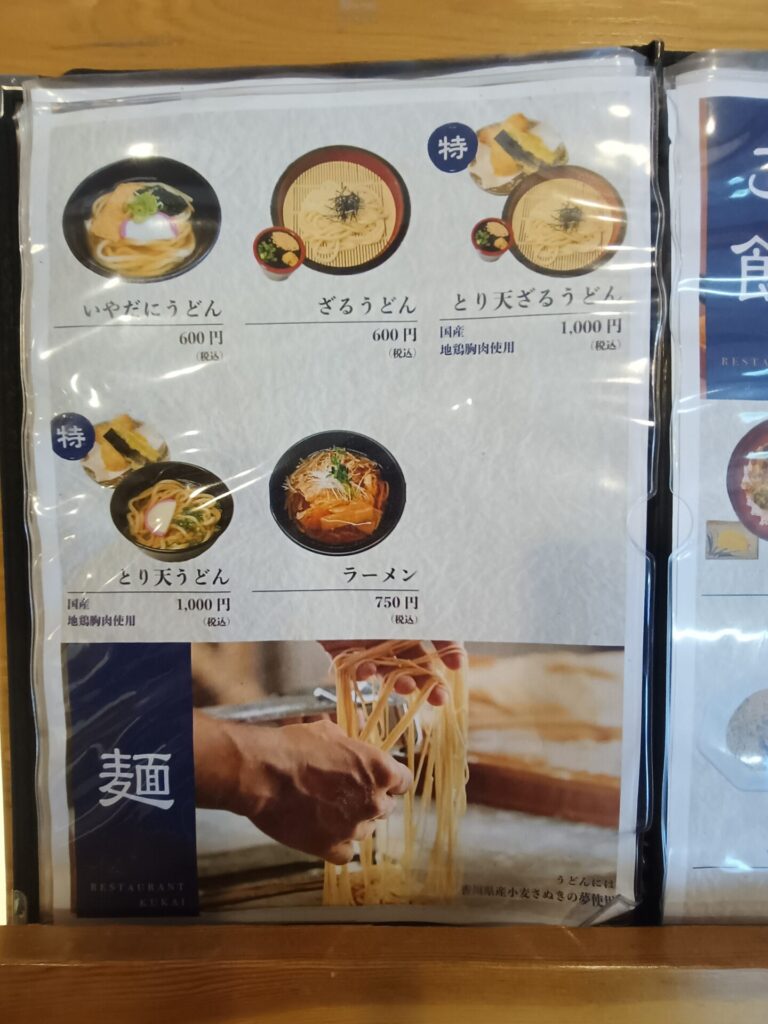 いやだにうどん
600円
(税込)
ざるうどん
600円
(税込)
特
とり天ざるうどん
国産
地鶏胸肉使用
1,000円
(税込)
特
とり天うどん
国産
地鶏胸肉使用
1,000円
(税込)
ラーメン
750円
(税込)
麺
RESTAURANT
KUKAI
うどんには
香川県産小麦さぬきの夢使用
ご
飯
RESTA